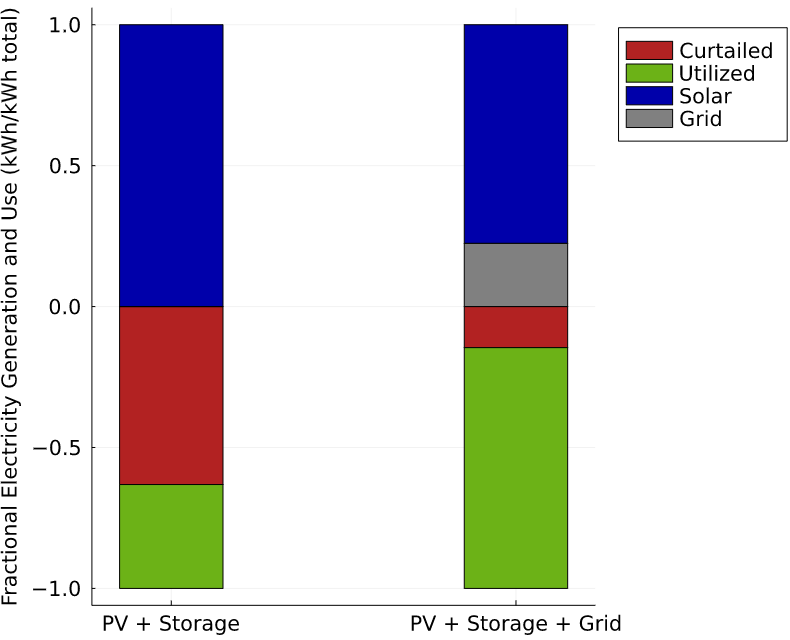 Fractional Electricity Generation and Use (kWh/kWh total)
1.0
0.5
0.0
−0.5
−1.0
PV + Storage
PV + Storage + Grid
Curtailed
Utilized
Solar
Grid